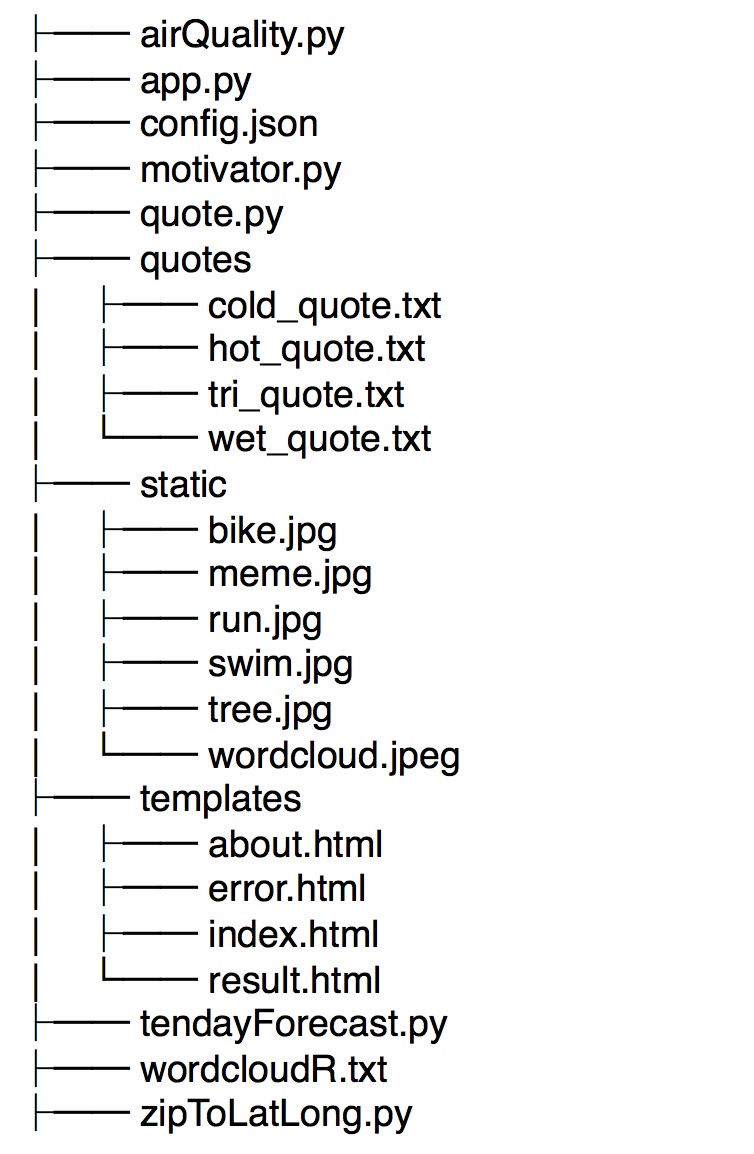 ├── airQuality.py
├── app.py
├── config.json
├── motivator.py
├── quote.py
├── quotes
│   ├── cold_quote.txt
│   ├── hot_quote.txt
│   ├── tri_quote.txt
│   └── wet_quote.txt
├── static
│   ├── bike.jpg
│   ├── meme.jpg
│   ├── run.jpg
│   ├── swim.jpg
│   ├── tree.jpg
│   └── wordcloud.jpeg
├── templates
│   ├── about.html
│   ├── error.html
│   ├── index.html
│   └── result.html
├── tendayForecast.py
├── wordcloudR.txt
├── zipToLatLong.py